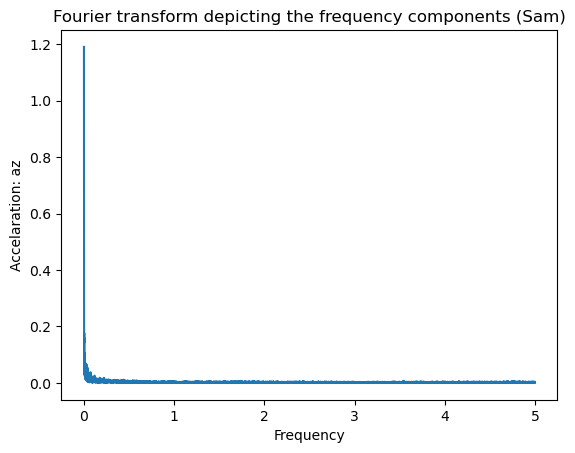 Fourier transform depicting the frequency components (Sam)
1.2
1.0
0.8
0.6
0.4
0.2
0.0
Accelaration: az
0 1 2 3 4 5
Frequency